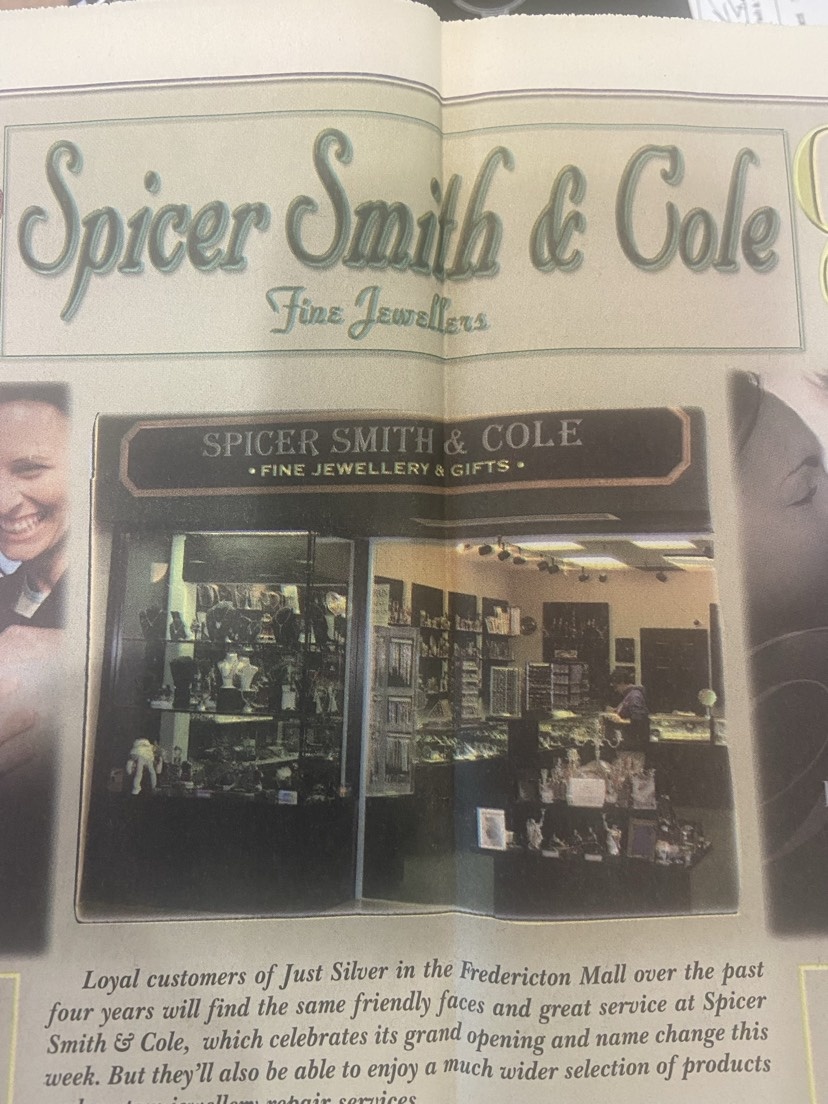 Spicer Smith & Cole
Fine Jewellers
SPICER SMITH & COLE
• FINE JEWELLERY & GIFTS •
Loyal customers of Just Silver in the Fredericton Mall over the past
four years will find the same friendly faces and great service at Spicer
Smith & Cole, which celebrates its grand opening and name change this
week. But they'll also be able to enjoy a much wider selection of products
jewellery repair services